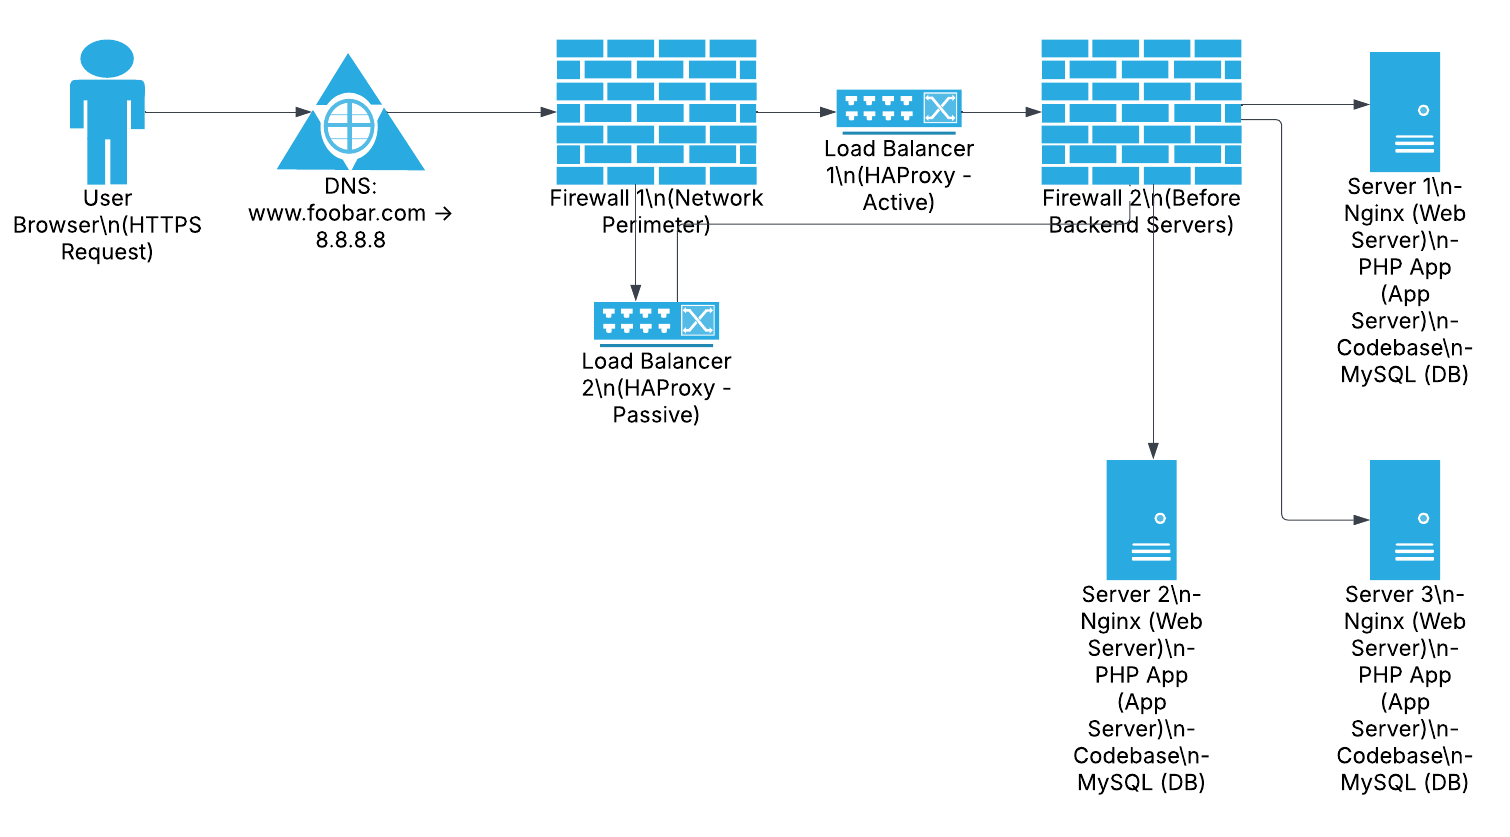 User
Browser\n(HTTPS
Request)
DNS:
www.foobar.com →
8.8.8.8
Firewall 1\n(Network
Perimeter)
Load Balancer
1\n(HAProxy -
Active)
Firewall 2\n(Before
Backend Servers)
Server 1\n-
Nginx (Web
Server)\n-
PHP App
(App
Server)\n-
Codebase\n-
MySQL (DB)
Load Balancer
2\n(HAProxy -
Passive)
Server 2\n-
Nginx (Web
Server)\n-
PHP App
(App
Server)\n-
Codebase\n-
MySQL (DB)
Server 3\n-
Nginx (Web
Server)\n-
PHP App
(App
Server)\n-
Codebase\n-
MySQL (DB)